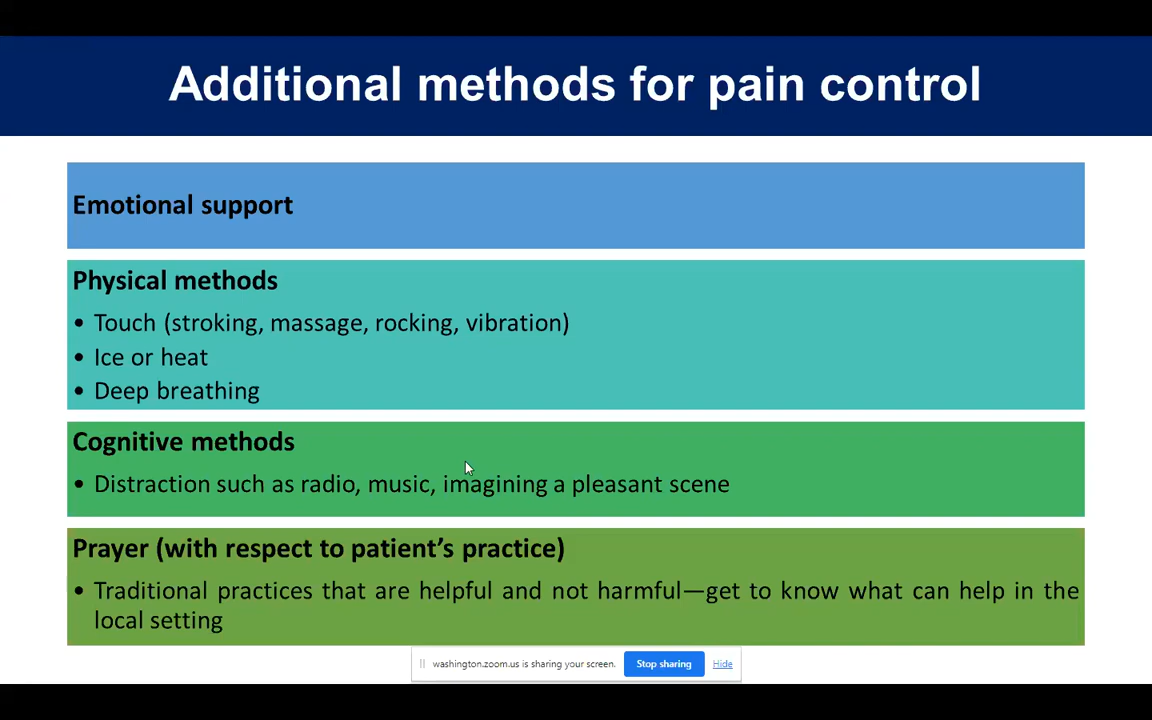 Additional methods for pain control
Emotional support
Physical methods
• Touch (stroking, massage, rocking, vibration)
• Ice or heat
• Deep breathing
Cognitive methods
• Distraction such as radio, music, imagining a pleasant scene
Prayer (with respect to patient’s practice)
• Traditional practices that are helpful and not harmful—get to know what can help in the
local setting
washington.zoom.us is sharing your screen. Stop sharing Hide